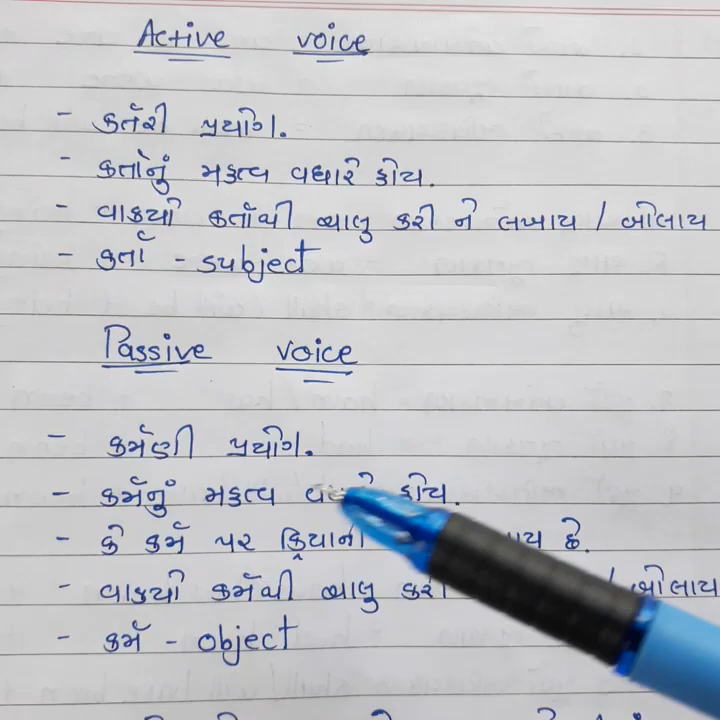 Active voice
- કર્તરી પ્રયોગ.
- કર્તાનું મહત્વ વધારે હોય.
- વાક્યો કર્તાથી ચાલુ કરી ને લખાય / બોલાય
- કર્તા - subject
Passive voice
- કર્મણી પ્રયોગ.
- કર્મનું મહત્વ હોય.
- કે કર્મ પર ક્રિયાની છે.
- વાક્યો કર્મથી ચાલુ કરી / બોલાય
- કર્મ - object